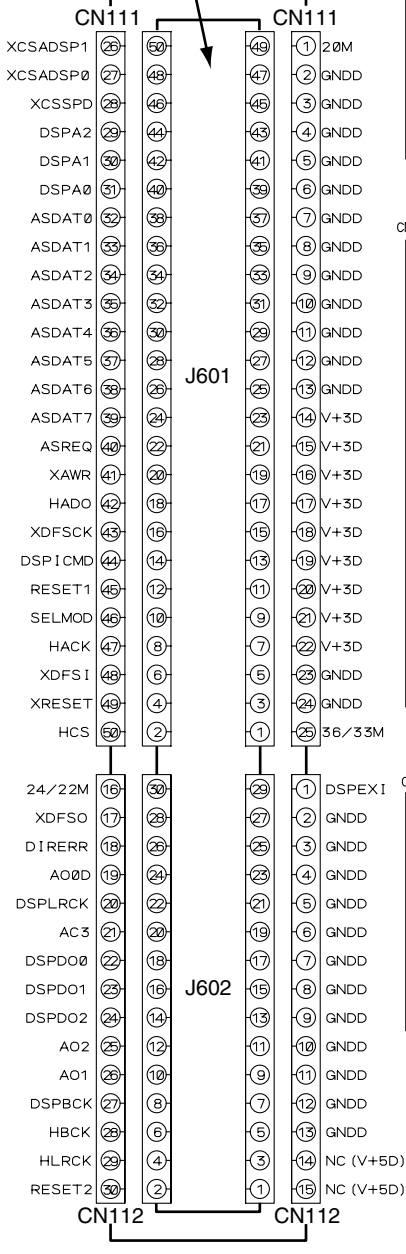 CN111 CN111
XCSADSP1 26 50 49 1 20M
XCSADSP0 27 48 47 2 GNDD
XCSSPD 28 46 45 3 GNDD
DSPA2 29 44 43 4 GNDD
DSPA1 30 42 41 5 GNDD
DSPA0 31 40 39 6 GNDD
ASDAT0 32 38 37 7 GNDD
ASDAT1 33 36 35 8 GNDD
ASDAT2 34 34 33 9 GNDD
ASDAT3 35 32 31 10 GNDD
ASDAT4 36 30 29 11 GNDD
ASDAT5 37 28 27 12 GNDD
J601
ASDAT6 38 26 25 13 GNDD
ASDAT7 39 24 23 14 V+3D
ASREQ 40 22 21 15 V+3D
XAWR 41 20 19 16 V+3D
HADO 42 18 17 17 V+3D
XDFSCK 43 16 15 18 V+3D
DSPICMD 44 14 13 19 V+3D
RESET1 45 12 11 20 V+3D
SELMOD 46 10 9 21 V+3D
HACK 47 8 7 22 V+3D
XDFSI 48 6 5 23 GNDD
XRESET 49 4 3 24 GNDD
HCS 50 2 1 25 36/33M
24/22M 16 30 29 1 DSPEXI
XDFSO 17 28 27 2 GNDD
DIRERR 18 26 25 3 GNDD
AO0D 19 24 23 4 GNDD
DSPLRCK 20 22 21 5 GNDD
AC3 21 20 19 6 GNDD
DSPDO0 22 18 17 7 GNDD
DSPDO1 23 16 J602 15 8 GNDD
DSPDO2 24 14 13 9 GNDD
AO2 25 12 11 10 GNDD
AO1 26 10 9 11 GNDD
DSPBCK 27 8 7 12 GNDD
HBCK 28 6 5 13 GNDD
HLRCK 29 4 3 14 NC (V+5D)
RESET2 30 2 1 15 NC (V+5D)
CN112 CN112